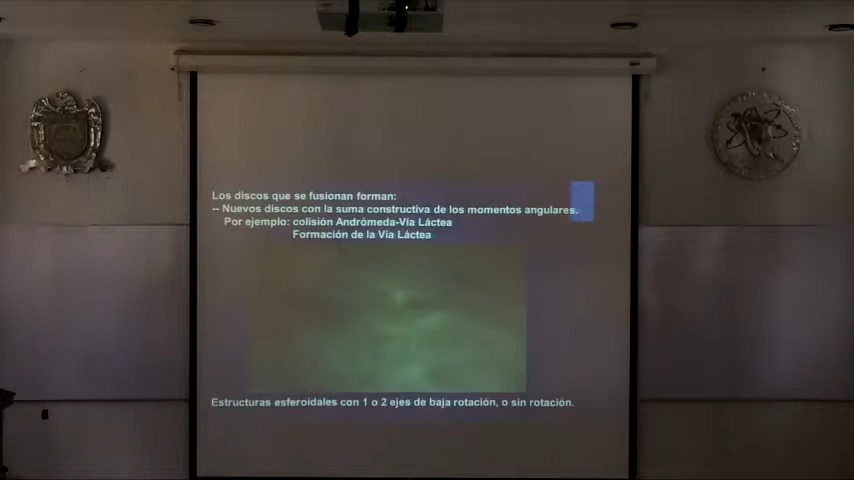 Los discos que se fusionan forman:
-- Nuevos discos con la suma constructiva de los momentos angulares.
Por ejemplo: colisión Andrómeda-Vía Láctea
Formación de la Vía Láctea
Estructuras esferoidales con 1 o 2 ejes de baja rotación, o sin rotación.